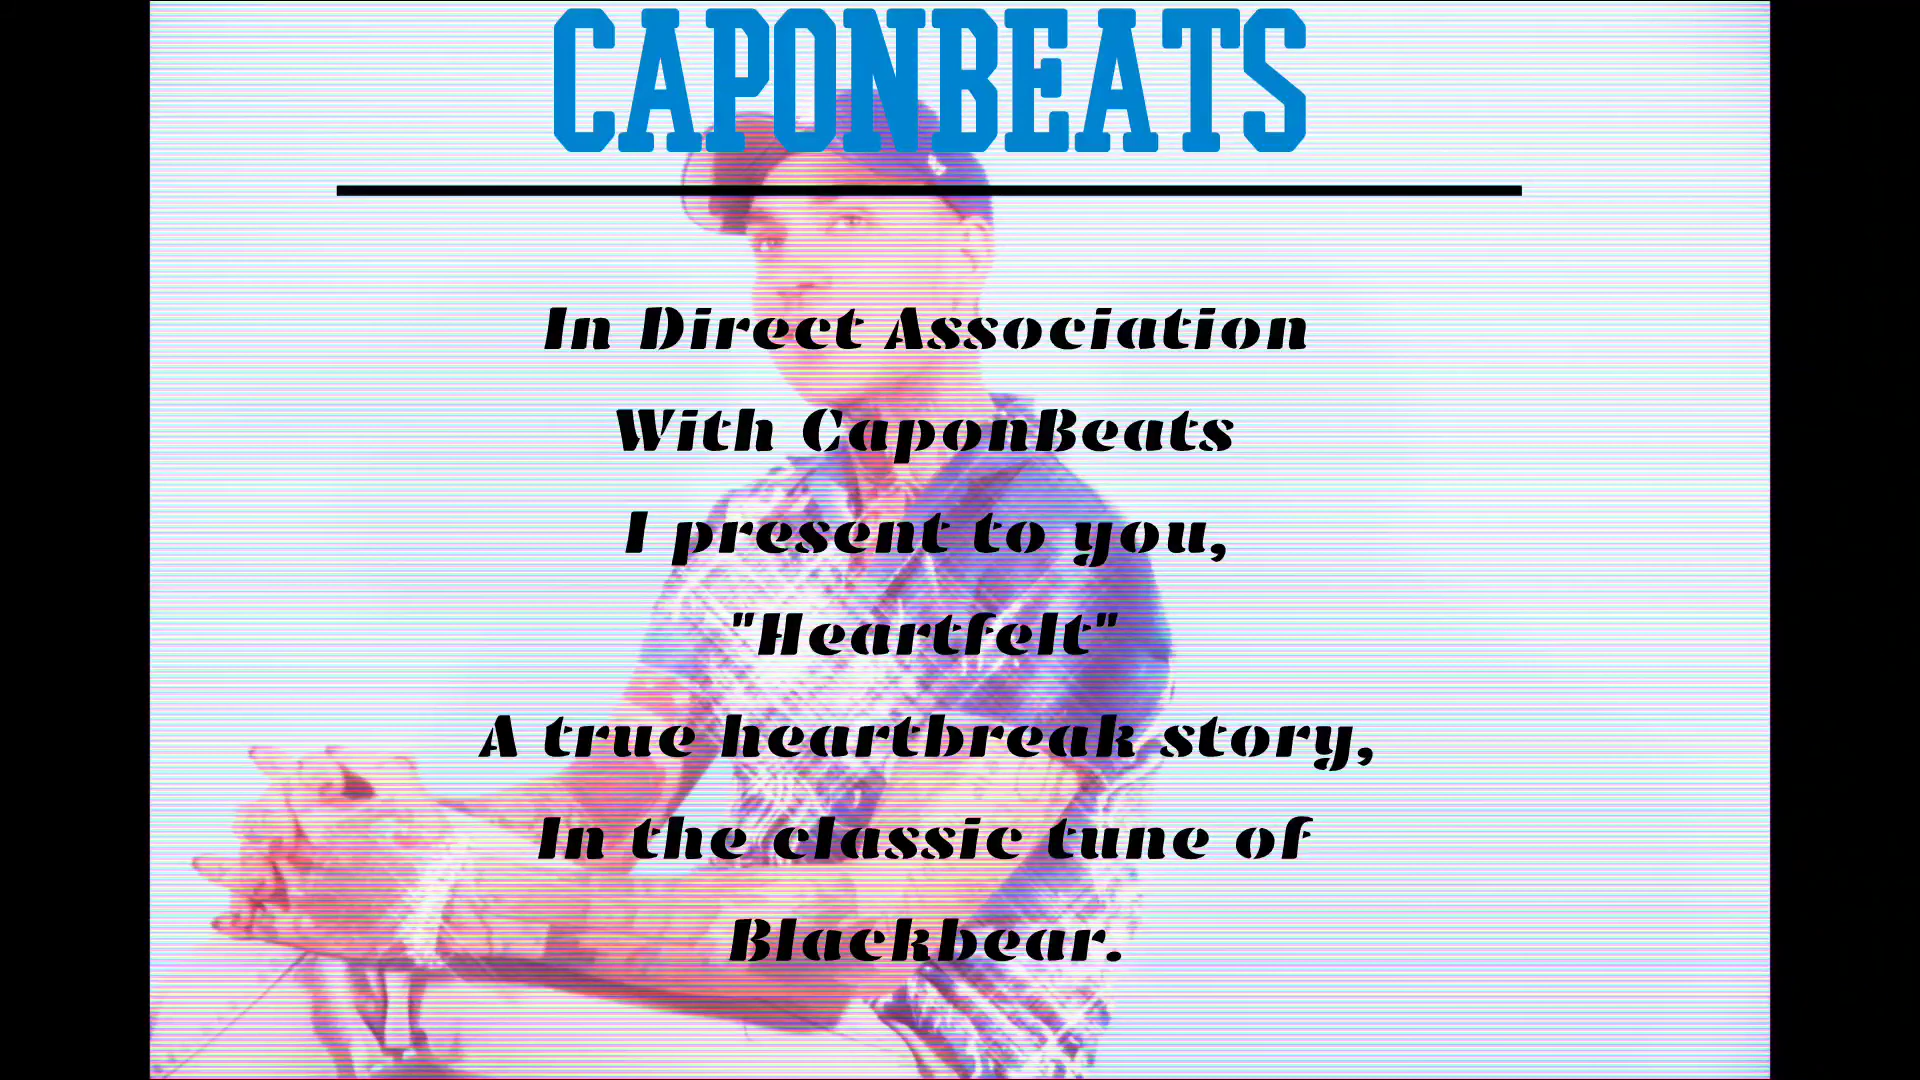 CAPONBEATS
In Direct Association
With CaponBeats
I present to you,
"Heartfelt"
A true heartbreak story,
In the classic tune of
Blackbear.